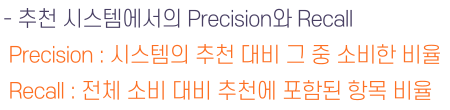 - 추천 시스템에서의 Precision와 Recall
Precision : 시스템의 추천 대비 그 중 소비한 비율
Recall : 전체 소비 대비 추천에 포함된 항목 비율